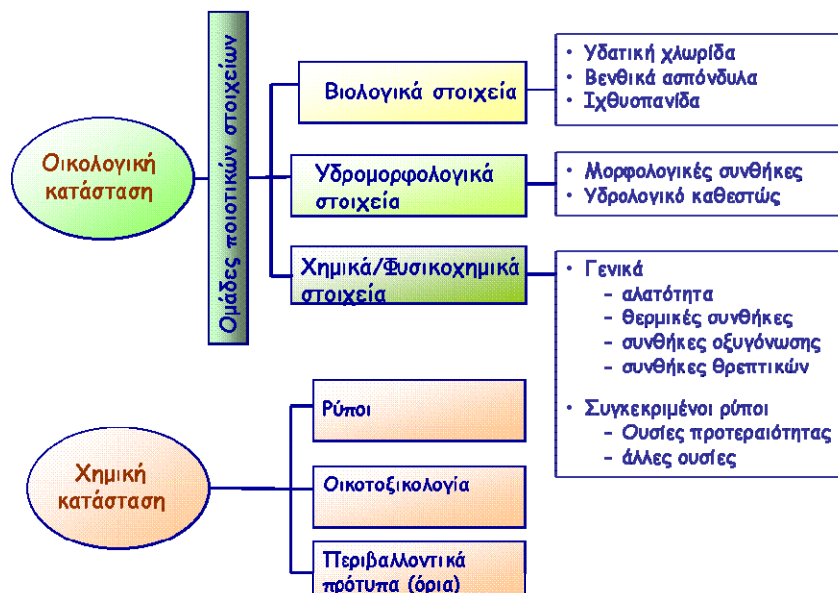 Οικολογική
κατάσταση
Ομάδες ποιοτικών στοιχείων
Βιολογικά στοιχεία
• Υδατική χλωρίδα
• Βενθικά ασπόνδυλα
• Ιχθυοπανίδα
Υδρομορφολογικά
στοιχεία
• Μορφολογικές συνθήκες
• Υδρολογικό καθεστώς
Χημικά/Φυσικοχημικά
στοιχεία
• Γενικά
– αλατότητα
– θερμικές συνθήκες
– συνθήκες οξυγόνωσης
– συνθήκες θρεπτικών
• Συγκεκριμένοι ρύποι
– Ουσίες προτεραιότητας
– άλλες ουσίες
Χημική
κατάσταση
Ρύποι
Οικοτοξικολογία
Περιβαλλοντικά
πρότυπα (όρια)